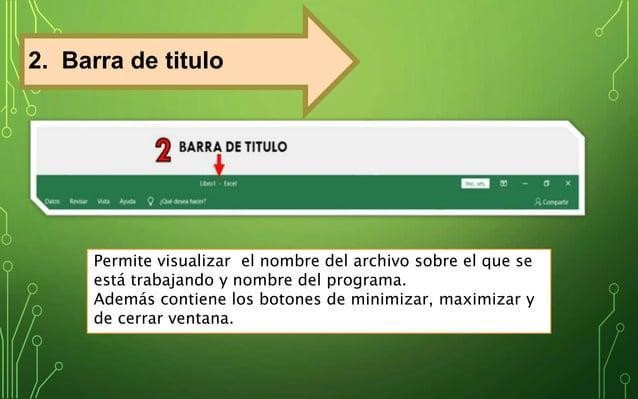 2. Barra de titulo
2 BARRA DE TITULO
Libro1 - Excel
Inic. ses.
Datos Revisar Vista Ayuda ¿Qué desea hacer? Compartir
Permite visualizar el nombre del archivo sobre el que se
está trabajando y nombre del programa.
Además contiene los botones de minimizar, maximizar y
de cerrar ventana.